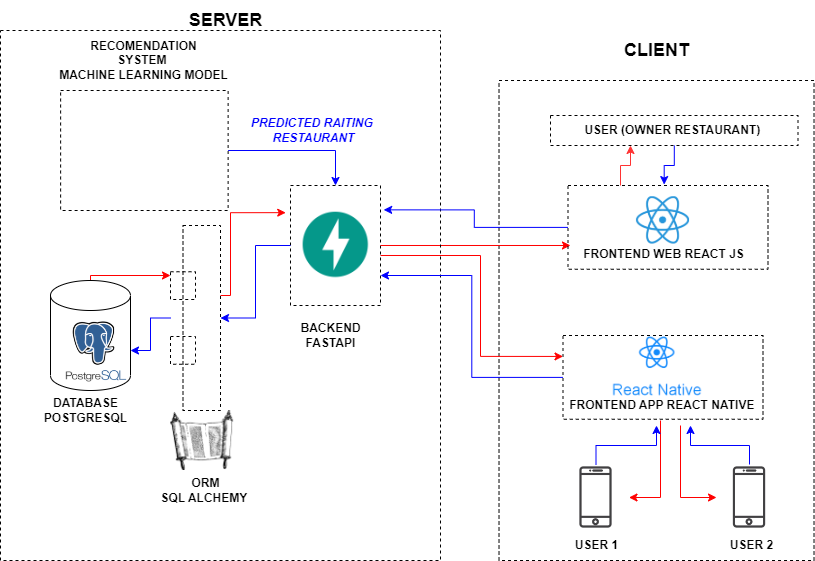 SERVER
RECOMENDATION
SYSTEM
MACHINE LEARNING MODEL
PREDICTED RAITING
RESTAURANT
BACKEND
FASTAPI
PostgreSQL
DATABASE
POSTGRESQL
ORM
SQL ALCHEMY
CLIENT
USER (OWNER RESTAURANT)
FRONTEND WEB REACT JS
React Native
FRONTEND APP REACT NATIVE
USER 1
USER 2